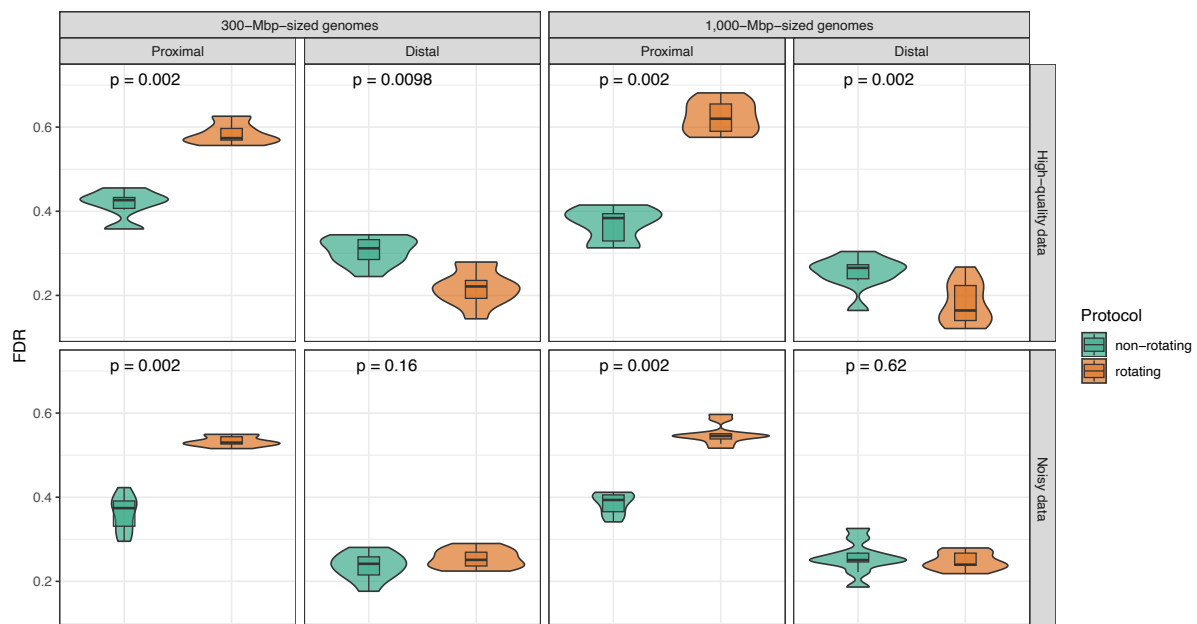 300−Mbp−sized genomes
1,000−Mbp−sized genomes
Proximal
Distal
Proximal
Distal
p = 0.002
p = 0.0098
p = 0.002
p = 0.002
0.6
0.4
0.2
High−quality data
p = 0.002
p = 0.16
p = 0.002
p = 0.62
0.6
0.4
0.2
Noisy data
FDR
Protocol
non−rotating
rotating